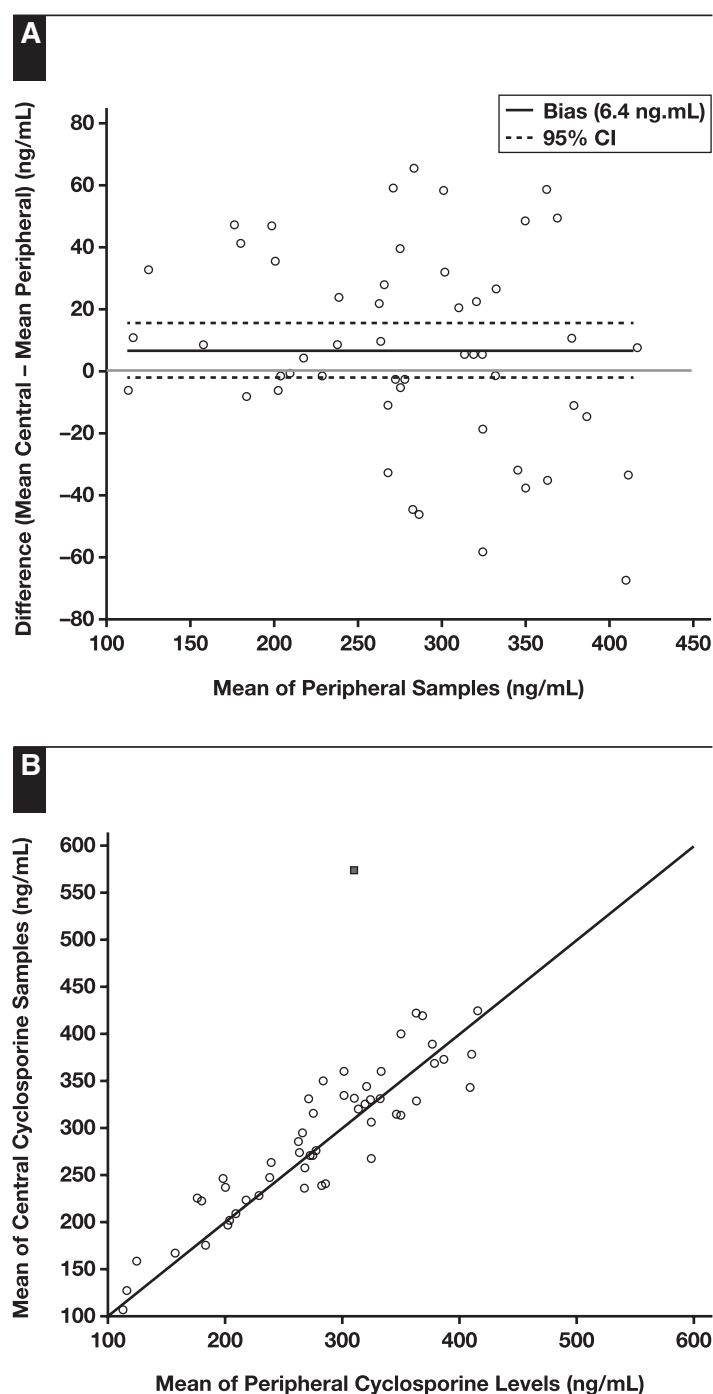 A
Difference (Mean Central – Mean Peripheral) (ng/mL)
Bias (6.4 ng.mL)
95% CI
80
60
40
20
0
–20
–40
–60
–80
100 150 200 250 300 350 400 450
Mean of Peripheral Samples (ng/mL)
B
Mean of Central Cyclosporine Samples (ng/mL)
600
550
500
450
400
350
300
250
200
150
100
100 200 300 400 500 600
Mean of Peripheral Cyclosporine Levels (ng/mL)